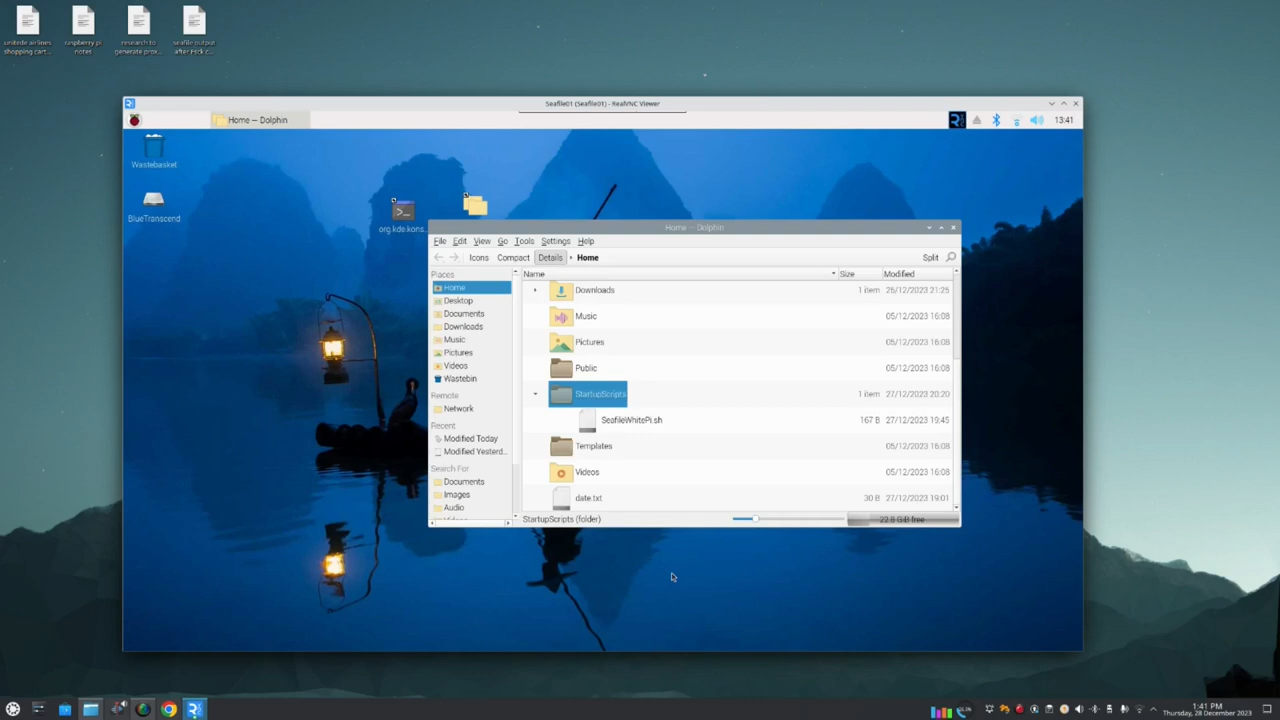 unitede airlines
shopping cart...
raspberry pi
notes
research to
generate prox...
seafile output
after Fsck c...
Seafile01 (Seafile01) - RealVNC Viewer
Home — Dolphin
13:41
Wastebasket
BlueTranscend
org.kde.kons...
Home — Dolphin
File Edit View Go Tools Settings Help
Icons Compact Details Home Split
Places
Home
Desktop
Documents
Downloads
Music
Pictures
Videos
Wastebin
Remote
Network
Recent
Modified Today
Modified Yesterd...
Search For
Documents
Images
Audio
Name Size Modified
Downloads 1 item 26/12/2023 21:25
Music 05/12/2023 16:08
Pictures 05/12/2023 16:08
Public 05/12/2023 16:08
StartupScripts 1 item 27/12/2023 20:20
SeafileWhitePi.sh 167 B 27/12/2023 19:45
Templates 05/12/2023 16:08
Videos 05/12/2023 16:08
date.txt 30 B 27/12/2023 19:01
StartupScripts (folder) 22.8 GiB free
1:41 PM
Thursday, 28 December 2023